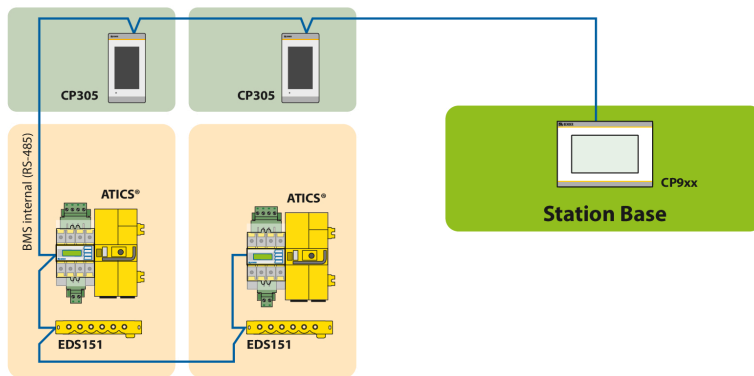 CP305
CP305
BMS internal (RS-485)
CP9xx
Station Base
ATICS®
ATICS®
EDS151
EDS151